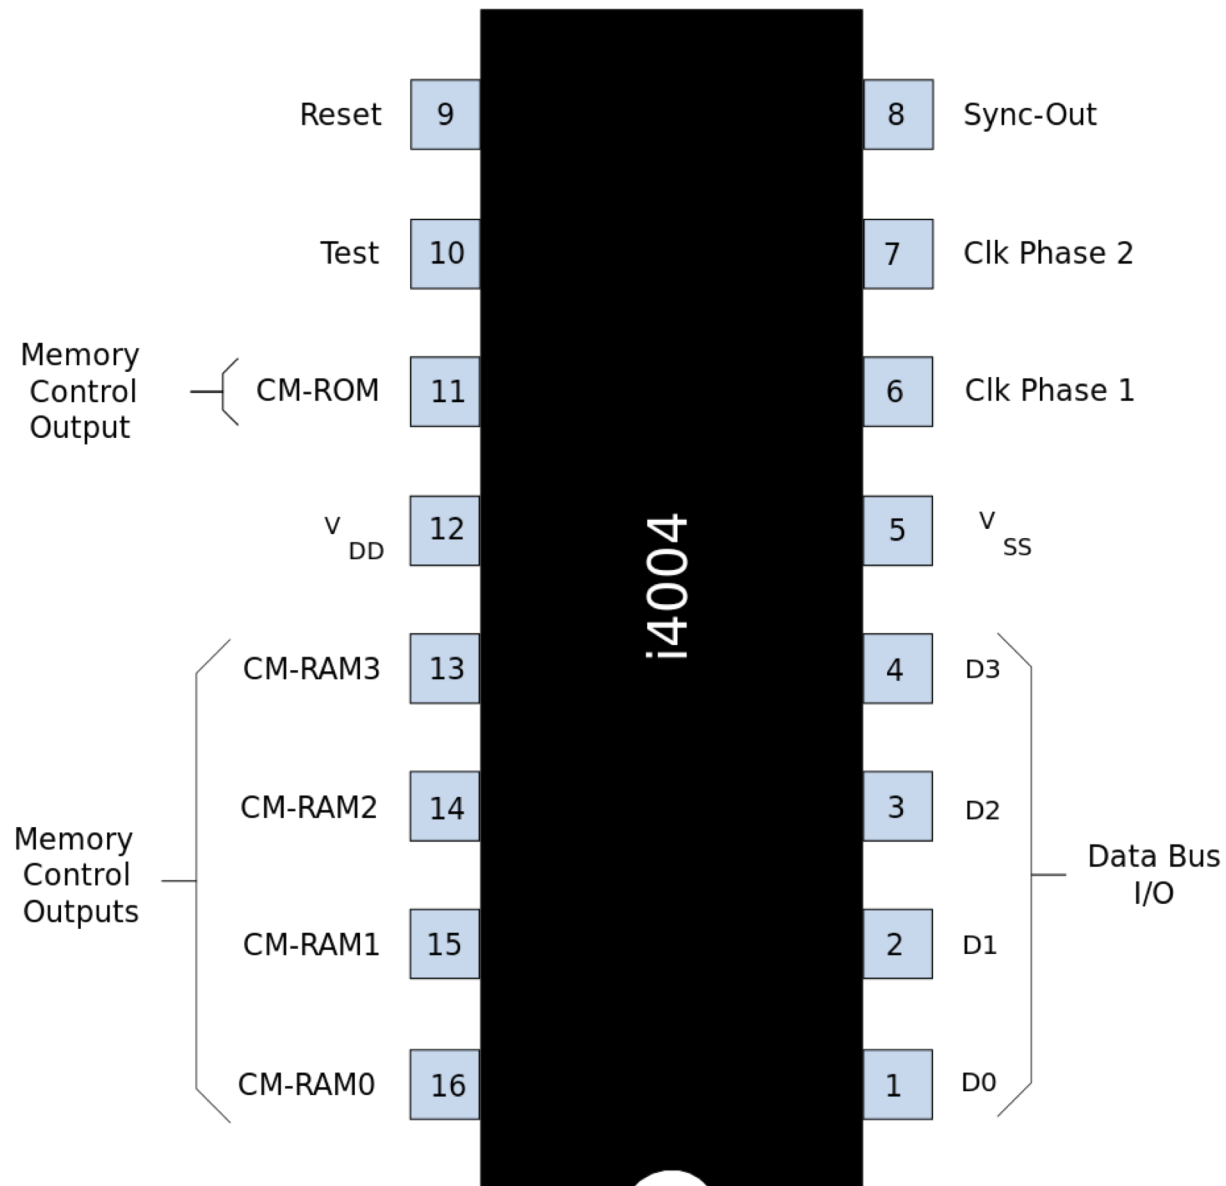 Reset 9 8 Sync-Out
Test 10 7 Clk Phase 2
Memory
Control
Output
CM-ROM 11 6 Clk Phase 1
V DD 12 5 V SS
i4004
CM-RAM3 13 4 D3
CM-RAM2 14 3 D2
Memory
Control
Outputs
Data Bus
I/O
CM-RAM1 15 2 D1
CM-RAM0 16 1 D0